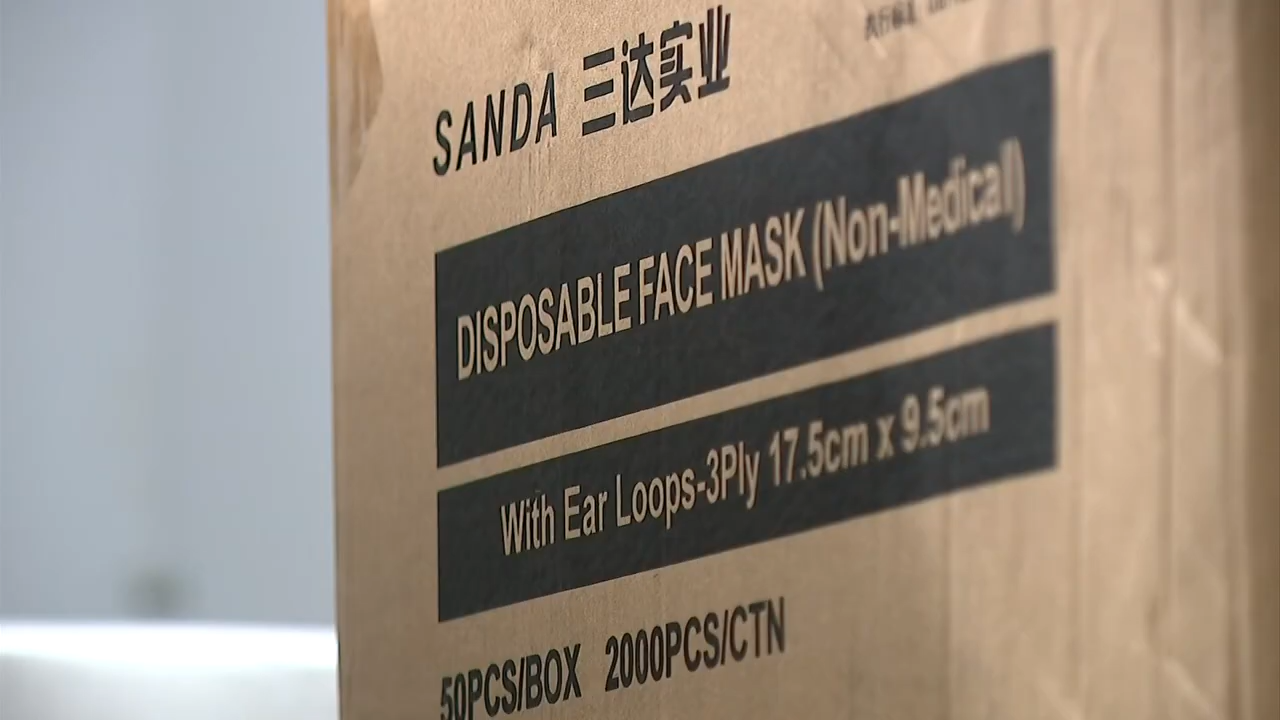 SANDA 三达实业
DISPOSABLE FACE MASK (Non-Medical)
With Ear Loops-3Ply 17.5cm x 9.5cm
50PCS/BOX 2000PCS/CTN